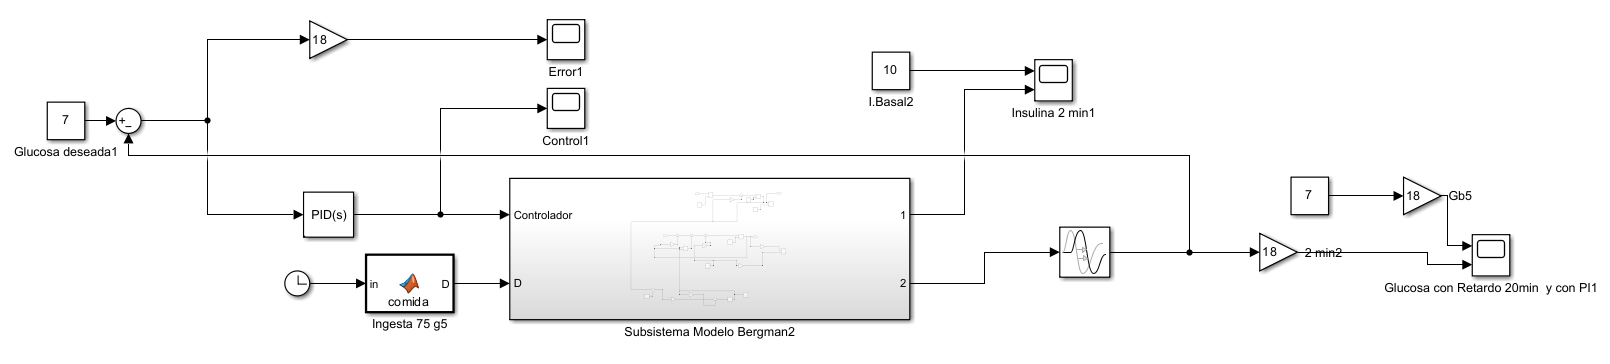 18
Error1
10
I.Basal2
Insulina 2 min1
Control1
7
+
−
Glucosa deseada1
PID(s)
Controlador
1
D
2
in
D
comida
Ingesta 75 g5
Subsistema Modelo Bergman2
7
18
Gb5
18
2 min2
Glucosa con Retardo 20min  y con PI1